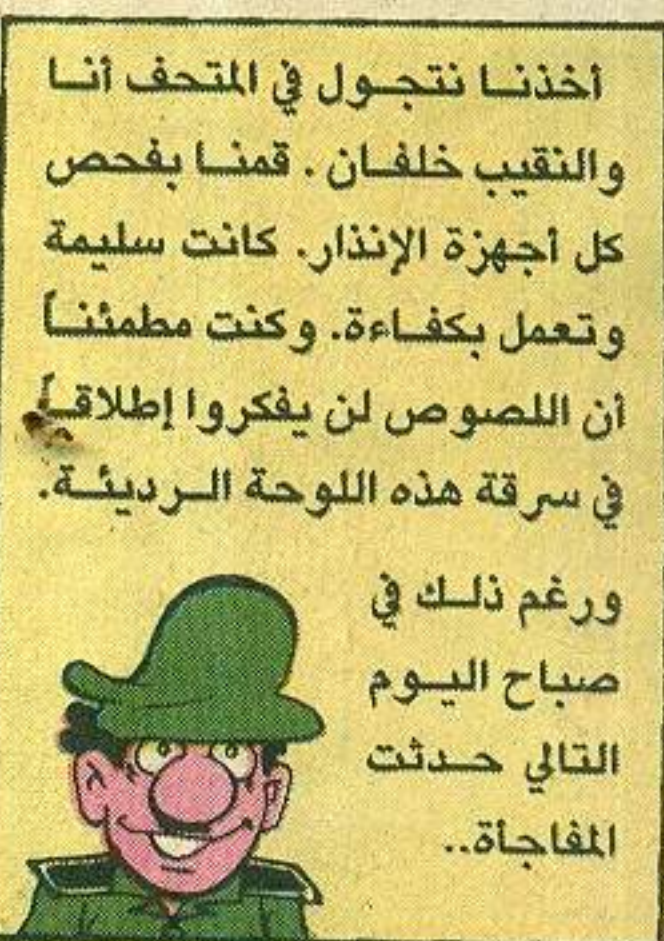 أخذنا نتجول في المتحف أنا
والنقيب خلفان . قمنا بفحص
كل أجهزة الإنذار. كانت سليمة
وتعمل بكفاءة. وكنت مطمئناً
أن اللصوص لن يفكروا إطلاقاً
في سرقة هذه اللوحة الرديئة.
ورغم ذلك في
صباح اليوم
التالي حدثت
المفاجأة..